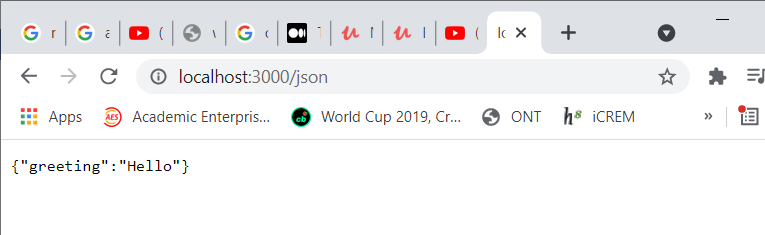 localhost:3000/json
Apps Academic Enterpris... World Cup 2019, Cr... ONT iCREM »
{"greeting":"Hello"}